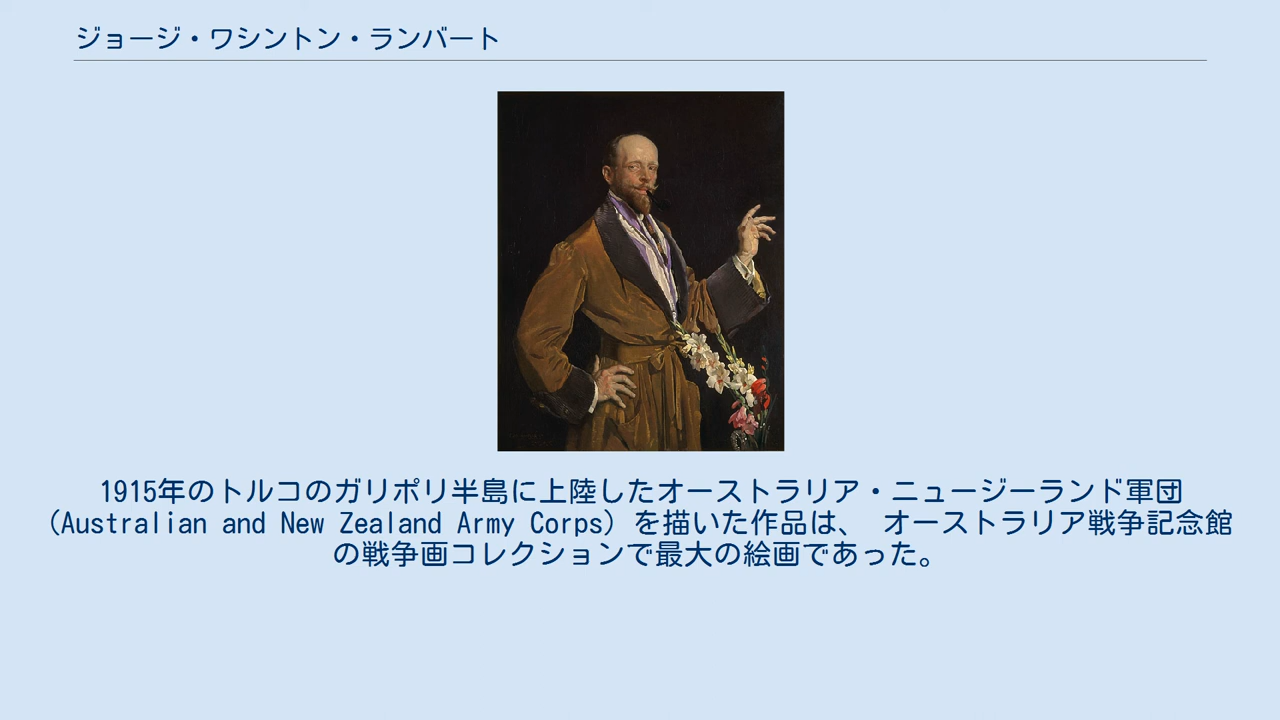 ジョージ・ワシントン・ランバート
1915年のトルコのガリポリ半島に上陸したオーストラリア・ニュージーランド軍団
（Australian and New Zealand Army Corps）を描いた作品は、 オーストラリア戦争記念館
の戦争画コレクションで最大の絵画であった。